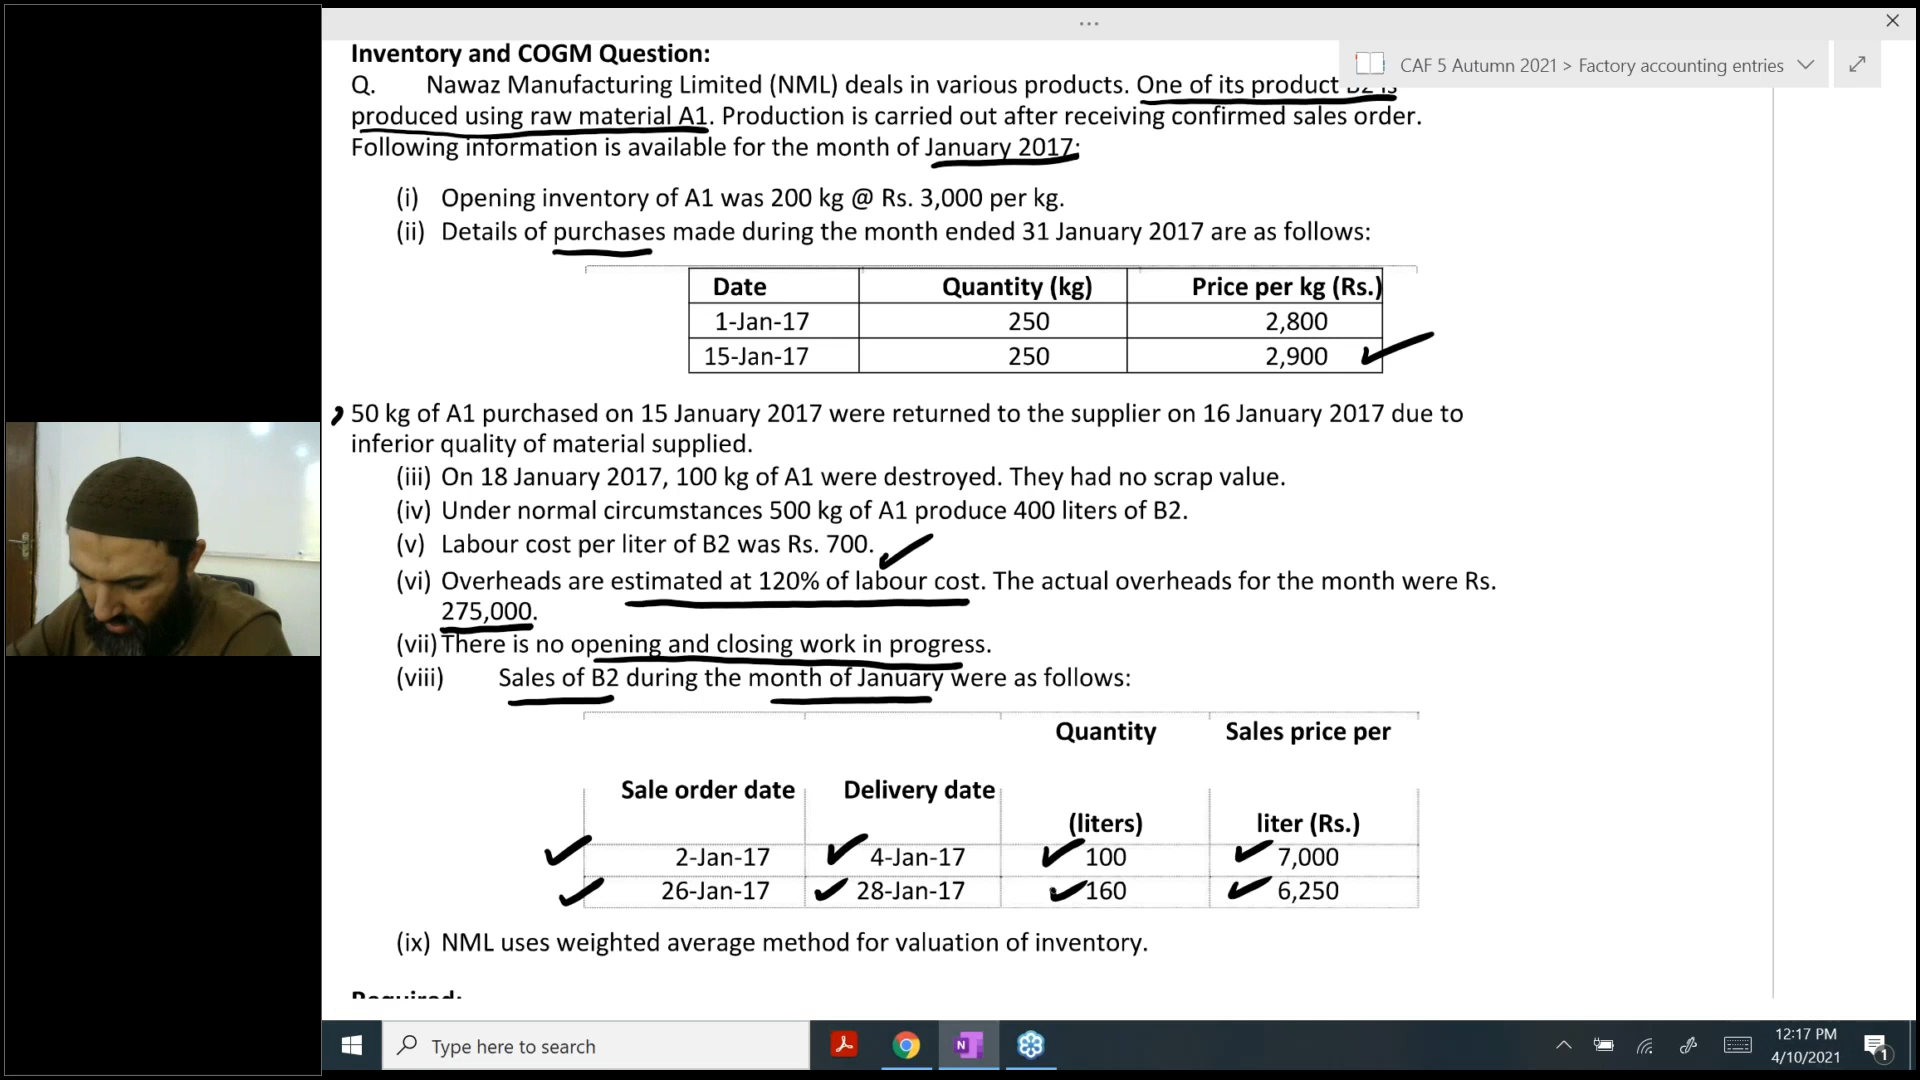 Inventory and COGM Question:
CAF 5 Autumn 2021 > Factory accounting entries
Q. Nawaz Manufacturing Limited (NML) deals in various products. One of its product B2 is
produced using raw material A1. Production is carried out after receiving confirmed sales order.
Following information is available for the month of January 2017:
(i) Opening inventory of A1 was 200 kg @ Rs. 3,000 per kg.
(ii) Details of purchases made during the month ended 31 January 2017 are as follows:
Date Quantity (kg) Price per kg (Rs.)
1-Jan-17 250 2,800
15-Jan-17 250 2,900
50 kg of A1 purchased on 15 January 2017 were returned to the supplier on 16 January 2017 due to
inferior quality of material supplied.
(iii) On 18 January 2017, 100 kg of A1 were destroyed. They had no scrap value.
(iv) Under normal circumstances 500 kg of A1 produce 400 liters of B2.
(v) Labour cost per liter of B2 was Rs. 700.
(vi) Overheads are estimated at 120% of labour cost. The actual overheads for the month were Rs.
275,000.
(vii) There is no opening and closing work in progress.
(viii) Sales of B2 during the month of January were as follows:
Quantity Sales price per
Sale order date Delivery date
(liters) liter (Rs.)
2-Jan-17 4-Jan-17 100 7,000
26-Jan-17 28-Jan-17 160 6,250
(ix) NML uses weighted average method for valuation of inventory.
Required:
Type here to search
N
12:17 PM
4/10/2021
1